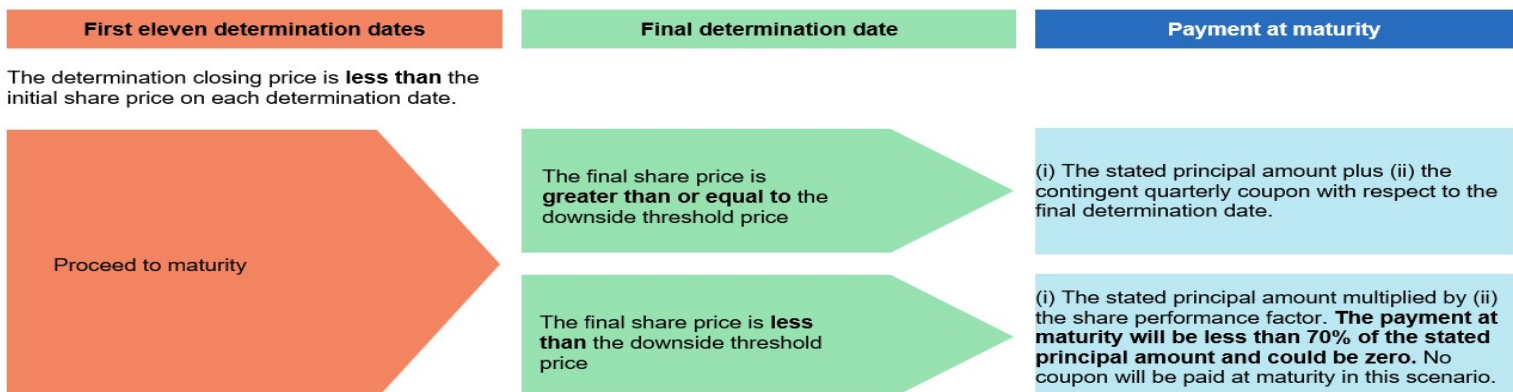 First eleven determination dates
Final determination date
Payment at maturity
The determination closing price is less than the
initial share price on each determination date.
Proceed to maturity
The final share price is
greater than or equal to the
downside threshold price
(i) The stated principal amount plus (ii) the
contingent quarterly coupon with respect to the
final determination date.
The final share price is less
than the downside threshold
price
(i) The stated principal amount multiplied by (ii)
the share performance factor. The payment at
maturity will be less than 70% of the stated
principal amount and could be zero. No
coupon will be paid at maturity in this scenario.